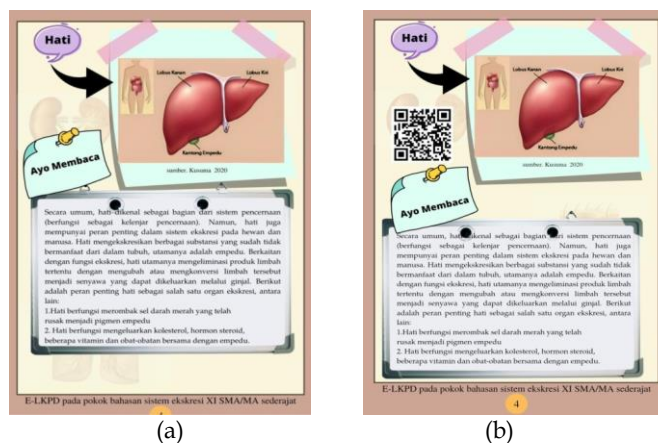 Hati
Lobus Kanan
Lobus Kiri
Kantung Empedu
sumber. Kusuma 2020
Ayo Membaca
Secara umum, hati dikenal sebagai bagian dari sistem pencernaan
(berfungsi sebagai kelenjar pencernaan). Namun, hati juga
mempunyai peran penting dalam sistem ekskresi pada hewan dan
manusa. Hati mengekskresikan berbagai substansi yang sudah tidak
bermanfaat dari dalam tubuh, utamanya adalah empedu. Berkaitan
dengan fungsi ekskresi, hati utamanya mengeliminasi produk limbah
tertentu dengan mengubah atau mengkonversi limbah tersebut
menjadi senyawa yang dapat dikeluarkan melalui ginjal. Berikut
adalah peran penting hati sebagai salah satu organ ekskresi, antara
lain:
1.Hati berfungsi merombak sel darah merah yang telah
rusak menjadi pigmen empedu
2. Hati berfungsi mengeluarkan kolesterol, hormon steroid,
beberapa vitamin dan obat-obatan bersama dengan empedu.
E-LKPD pada pokok bahasan sistem ekskresi XI SMA/MA sederajat
(a)
Hati
Lobus Kanan
Lobus Kiri
Kantung Empedu
sumber. Kusuma 2020
Ayo Membaca
Secara umum, hati dikenal sebagai bagian dari sistem pencernaan
(berfungsi sebagai kelenjar pencernaan). Namun, hati juga
mempunyai peran penting dalam sistem ekskresi pada hewan dan
manusa. Hati mengekskresikan berbagai substansi yang sudah tidak
bermanfaat dari dalam tubuh, utamanya adalah empedu. Berkaitan
dengan fungsi ekskresi, hati utamanya mengeliminasi produk limbah
tertentu dengan mengubah atau mengkonversi limbah tersebut
menjadi senyawa yang dapat dikeluarkan melalui ginjal. Berikut
adalah peran penting hati sebagai salah satu organ ekskresi, antara
lain:
1.Hati berfungsi merombak sel darah merah yang telah
rusak menjadi pigmen empedu
2. Hati berfungsi mengeluarkan kolesterol, hormon steroid,
beberapa vitamin dan obat-obatan bersama dengan empedu.
E-LKPD pada pokok bahasan sistem ekskresi XI SMA/MA sederajat
4
(b)